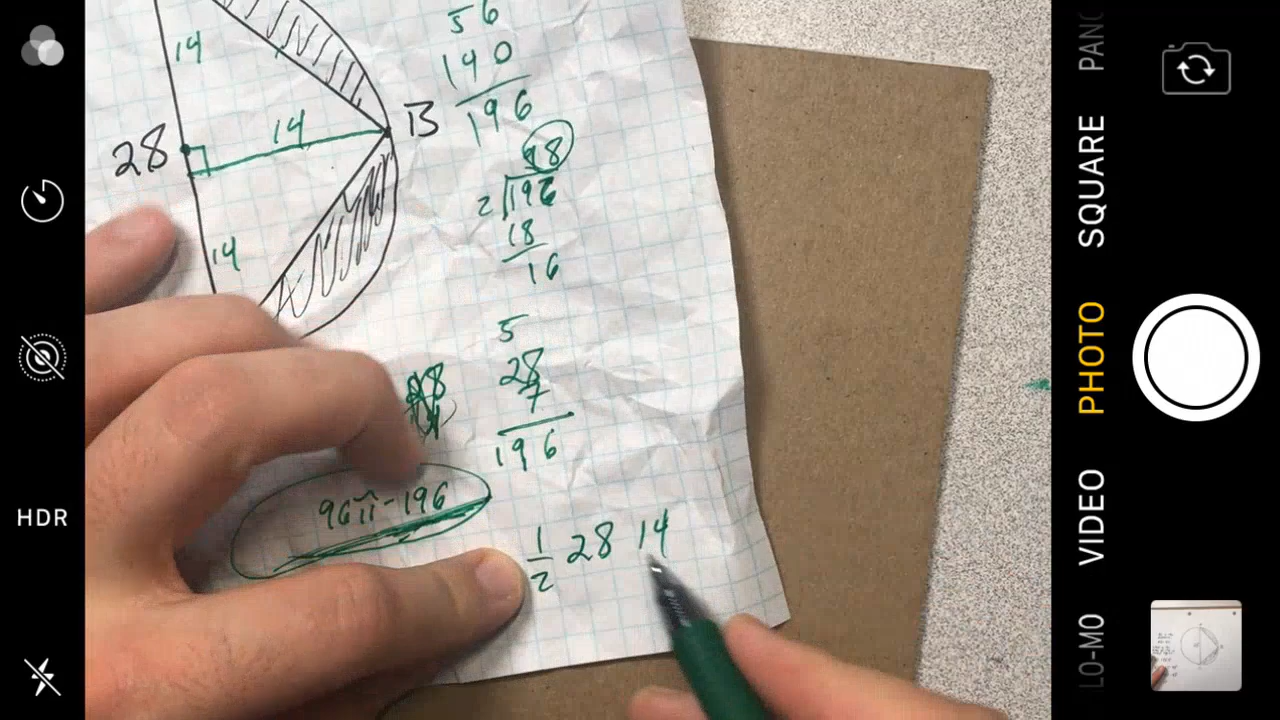 14
28
14
14
B
56
140
196
98
2 196
18
16
5
28
7
196
96π - 196
1/2 28 14
HDR
PANO
SQUARE
PHOTO
VIDEO
LO-MO